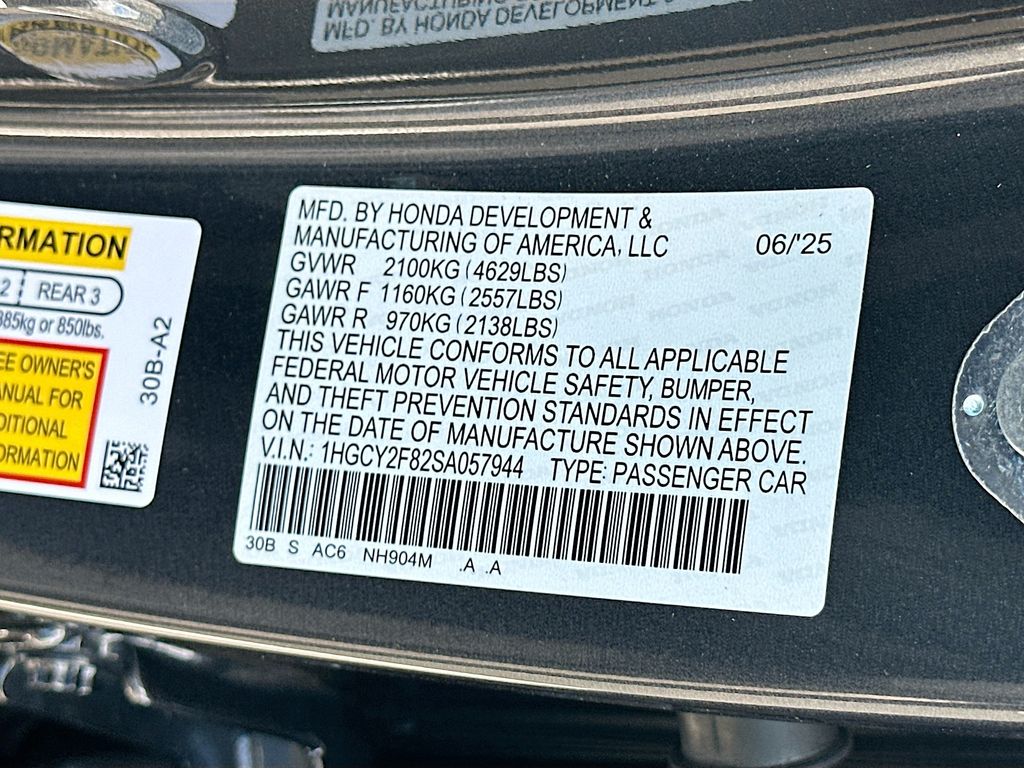 MANUFACTURING
MFD. BY HONDA DEVELOPMENT
RMATION
2 REAR 3
385kg or 850lbs.
EE OWNER'S
ANUAL FOR
DITIONAL
ORMATION
30B-A2
MFD. BY HONDA DEVELOPMENT &
MANUFACTURING OF AMERICA, LLC 06/'25
GVWR 2100KG (4629LBS)
GAWR F 1160KG (2557LBS)
GAWR R 970KG (2138LBS)
THIS VEHICLE CONFORMS TO ALL APPLICABLE
FEDERAL MOTOR VEHICLE SAFETY, BUMPER,
AND THEFT PREVENTION STANDARDS IN EFFECT
ON THE DATE OF MANUFACTURE SHOWN ABOVE.
V.I.N.: 1HGCY2F82SA057944 TYPE: PASSENGER CAR
30B S AC6 NH904M .A .A